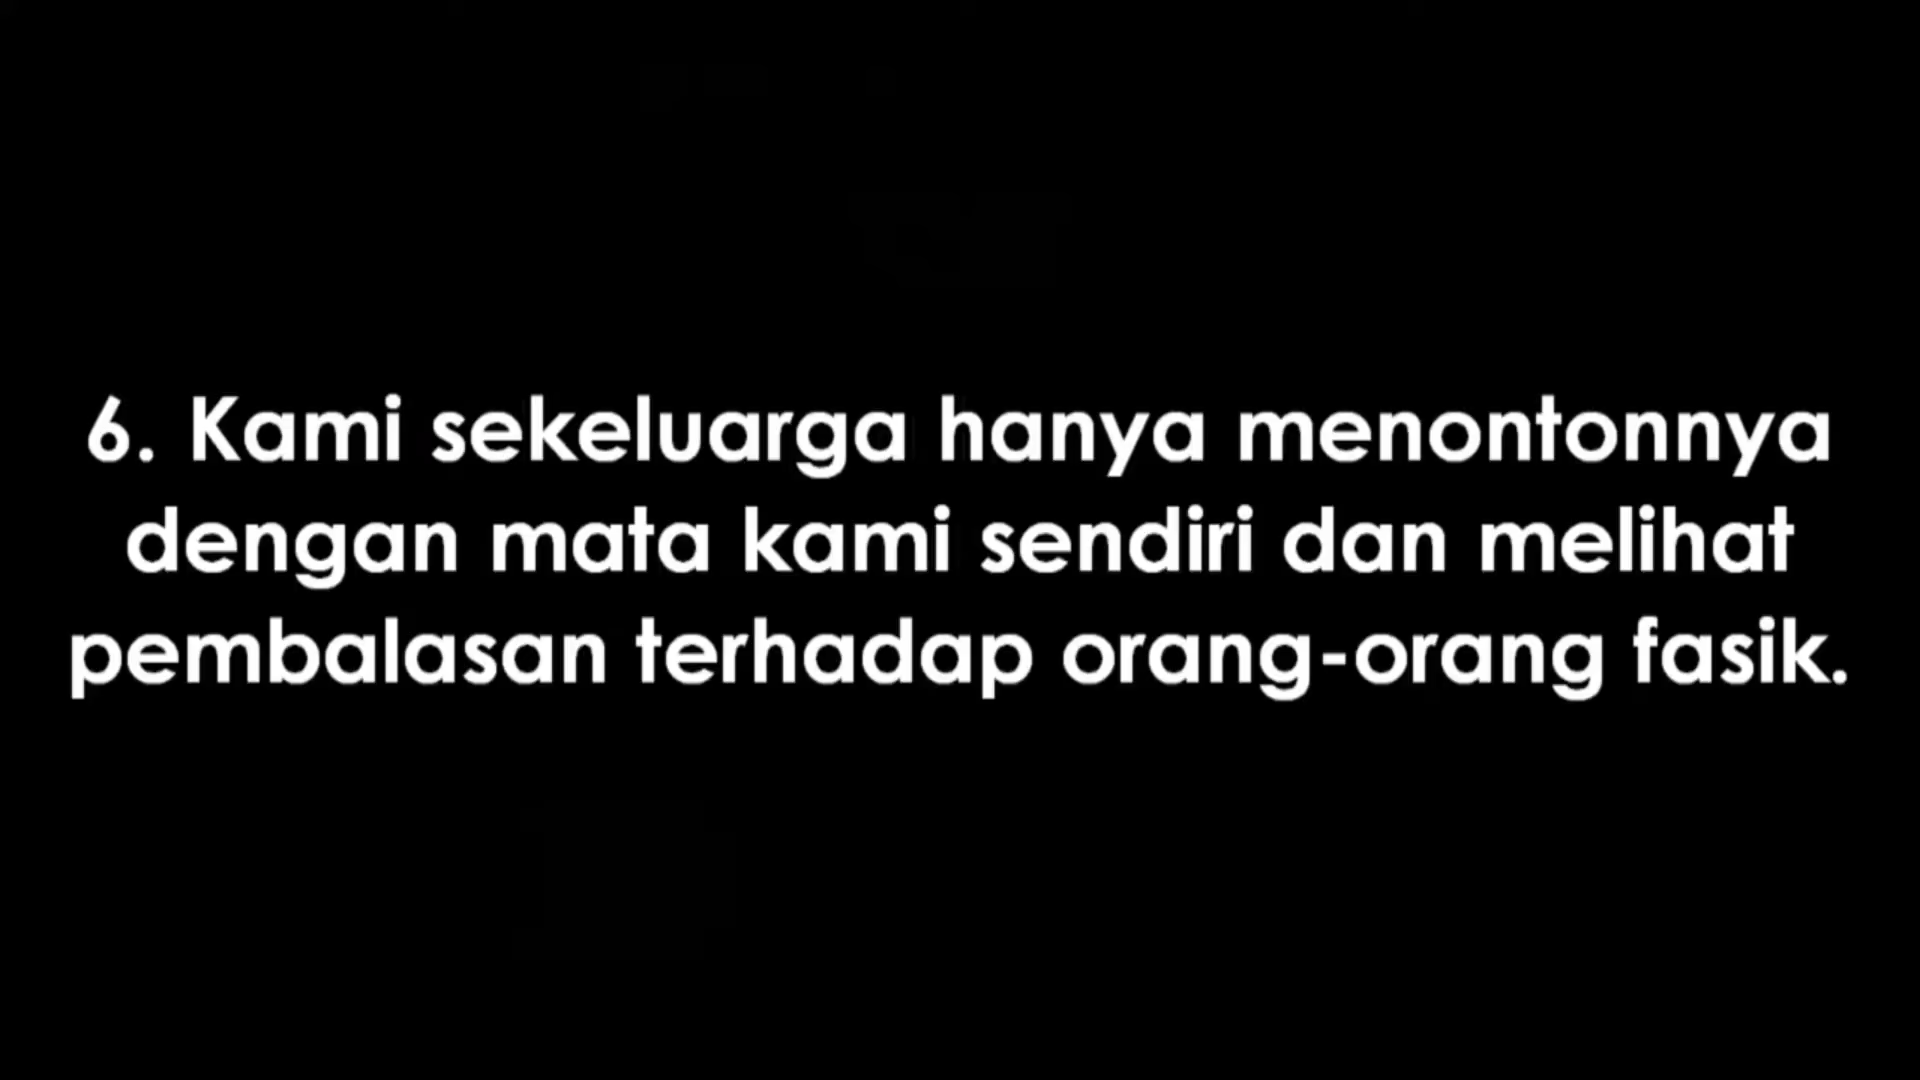 6. Kami sekeluarga hanya menontonnya
dengan mata kami sendiri dan melihat
pembalasan terhadap orang-orang fasik.